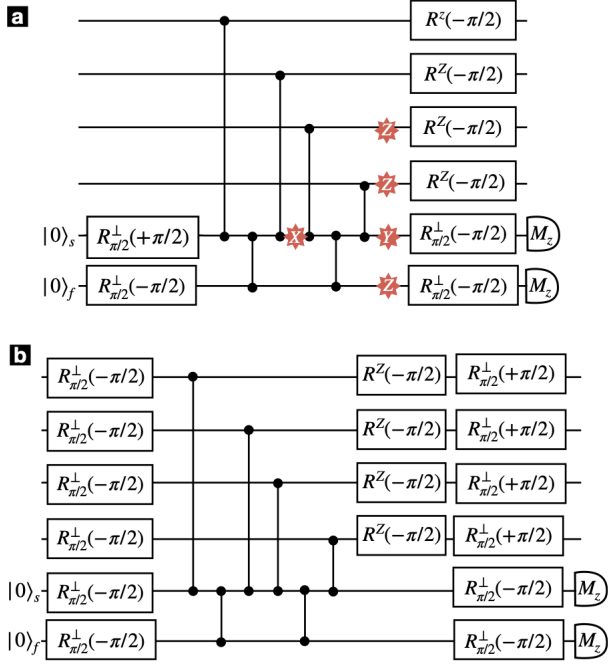 a
R^z(−π/2)
R^Z(−π/2)
Z R^Z(−π/2)
Z R^Z(−π/2)
|0⟩_s R^⊥_{π/2}(+π/2) X Y R^⊥_{π/2}(−π/2) M_z
|0⟩_f R^⊥_{π/2}(−π/2) Z R^⊥_{π/2}(−π/2) M_z
b
R^⊥_{π/2}(−π/2) R^Z(−π/2) R^⊥_{π/2}(+π/2)
R^⊥_{π/2}(−π/2) R^Z(−π/2) R^⊥_{π/2}(+π/2)
R^⊥_{π/2}(−π/2) R^Z(−π/2) R^⊥_{π/2}(+π/2)
R^⊥_{π/2}(−π/2) R^Z(−π/2) R^⊥_{π/2}(+π/2)
|0⟩_s R^⊥_{π/2}(−π/2) R^⊥_{π/2}(−π/2) M_z
|0⟩_f R^⊥_{π/2}(−π/2) R^⊥_{π/2}(−π/2) M_z